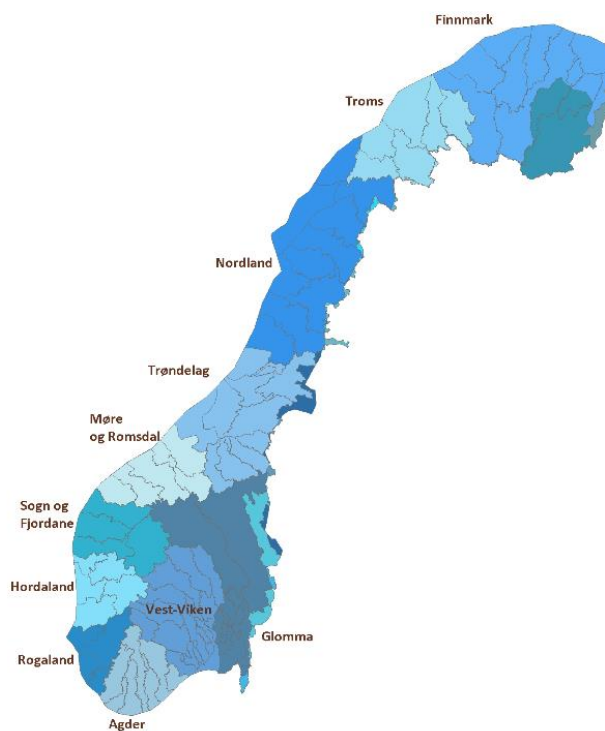 Finnmark
Troms
Nordland
Trøndelag
Møre
og Romsdal
Sogn og
Fjordane
Hordaland
Vest-Viken
Glomma
Rogaland
Agder